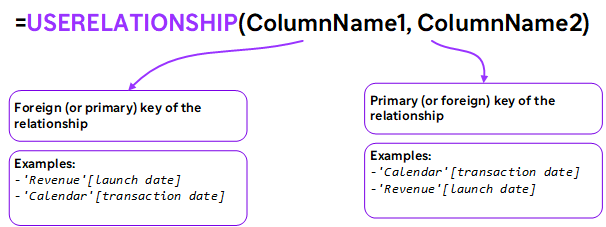 =USERELATIONSHIP(ColumnName1, ColumnName2)
Foreign (or primary) key of the
relationship
Examples:
-'Revenue'[launch date]
-'Calendar'[transaction date]
Primary (or foreign) key of the
relationship
Examples:
-'Calendar'[transaction date]
-'Revenue'[launch date]